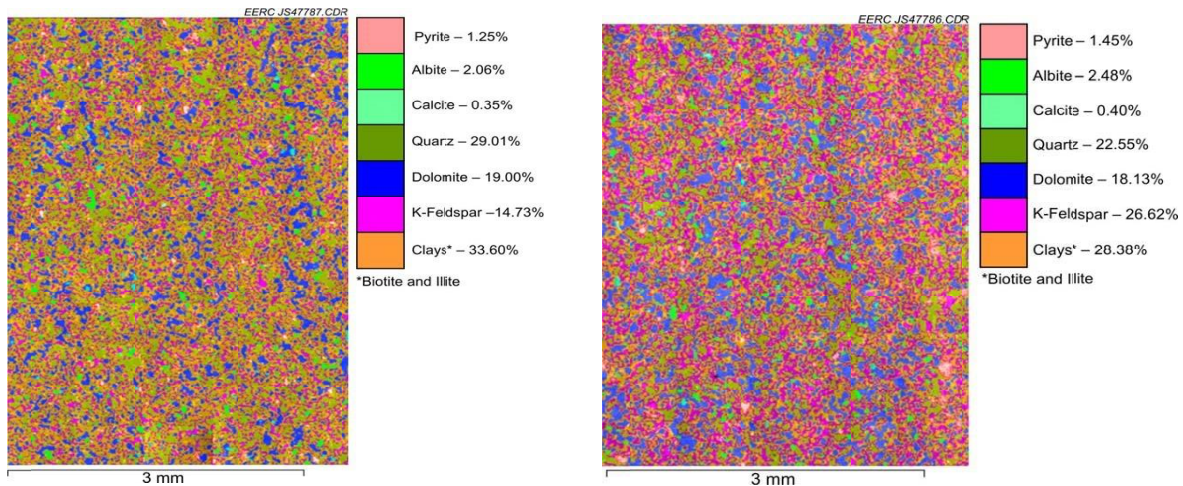 EERC JS47787.CDR
Pyrite – 1.25%
Albite – 2.06%
Calcite – 0.35%
Quartz – 29.01%
Dolomite – 19.00%
K-Feldspar –14.73%
Clays* – 33.60%
*Biotite and Illite
3 mm
EERC JS47786.CDR
Pyrite – 1.45%
Albite – 2.48%
Calcite – 0.40%
Quartz – 22.55%
Dolomite – 18.13%
K-Feldspar – 26.62%
Clays* – 28.38%
*Biotite and Illite
3 mm